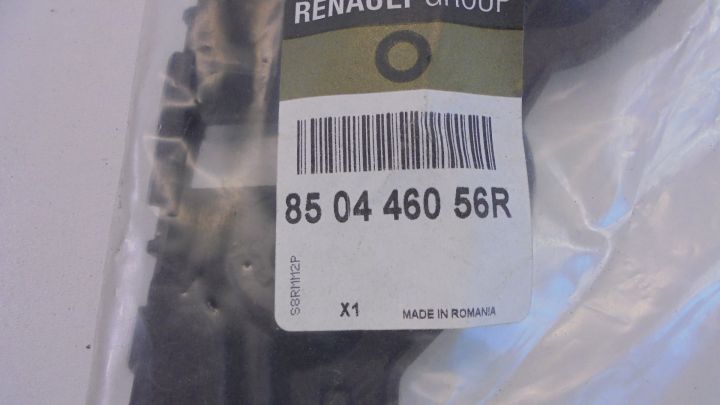 RENAULT GROUP
85 04 460 56R
S8RMM2P
X1 MADE IN ROMANIA